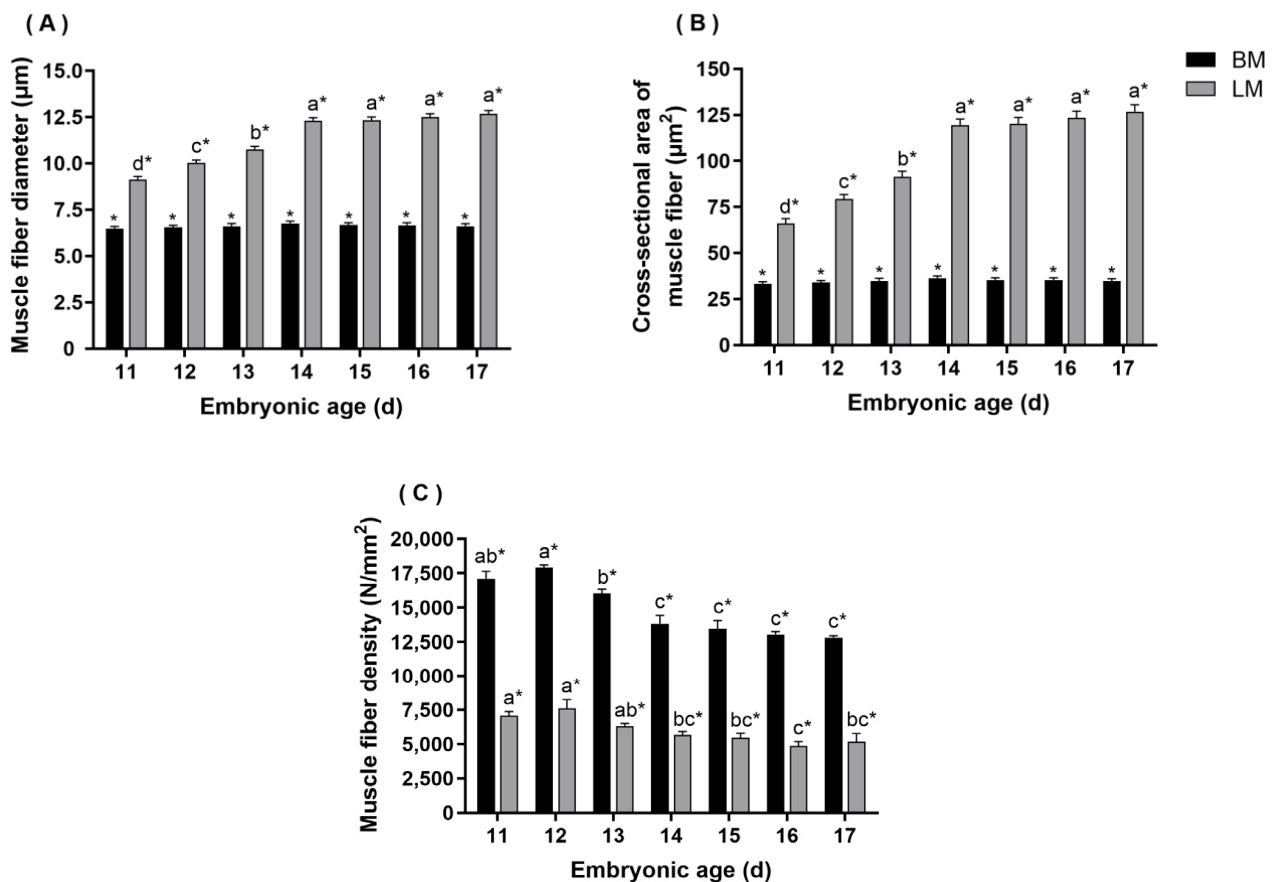 ( A )
Muscle fiber diameter (µm)
15.0
12.5
10.0
7.5
5.0
2.5
0
* d* * c* * b* * a* * a* * a* * a*
11 12 13 14 15 16 17
Embryonic age (d)
( B )
Cross-sectional area of
muscle fiber (µm²)
150
125
100
75
50
25
0
* d* * c* * b* * a* * a* * a* * a*
11 12 13 14 15 16 17
Embryonic age (d)
BM
LM
( C )
Muscle fiber density (N/mm²)
20,000
17,500
15,000
12,500
10,000
7,500
5,000
2,500
0
ab* a* a* a* b* ab* c* bc* c* bc* c* c* c* bc*
11 12 13 14 15 16 17
Embryonic age (d)